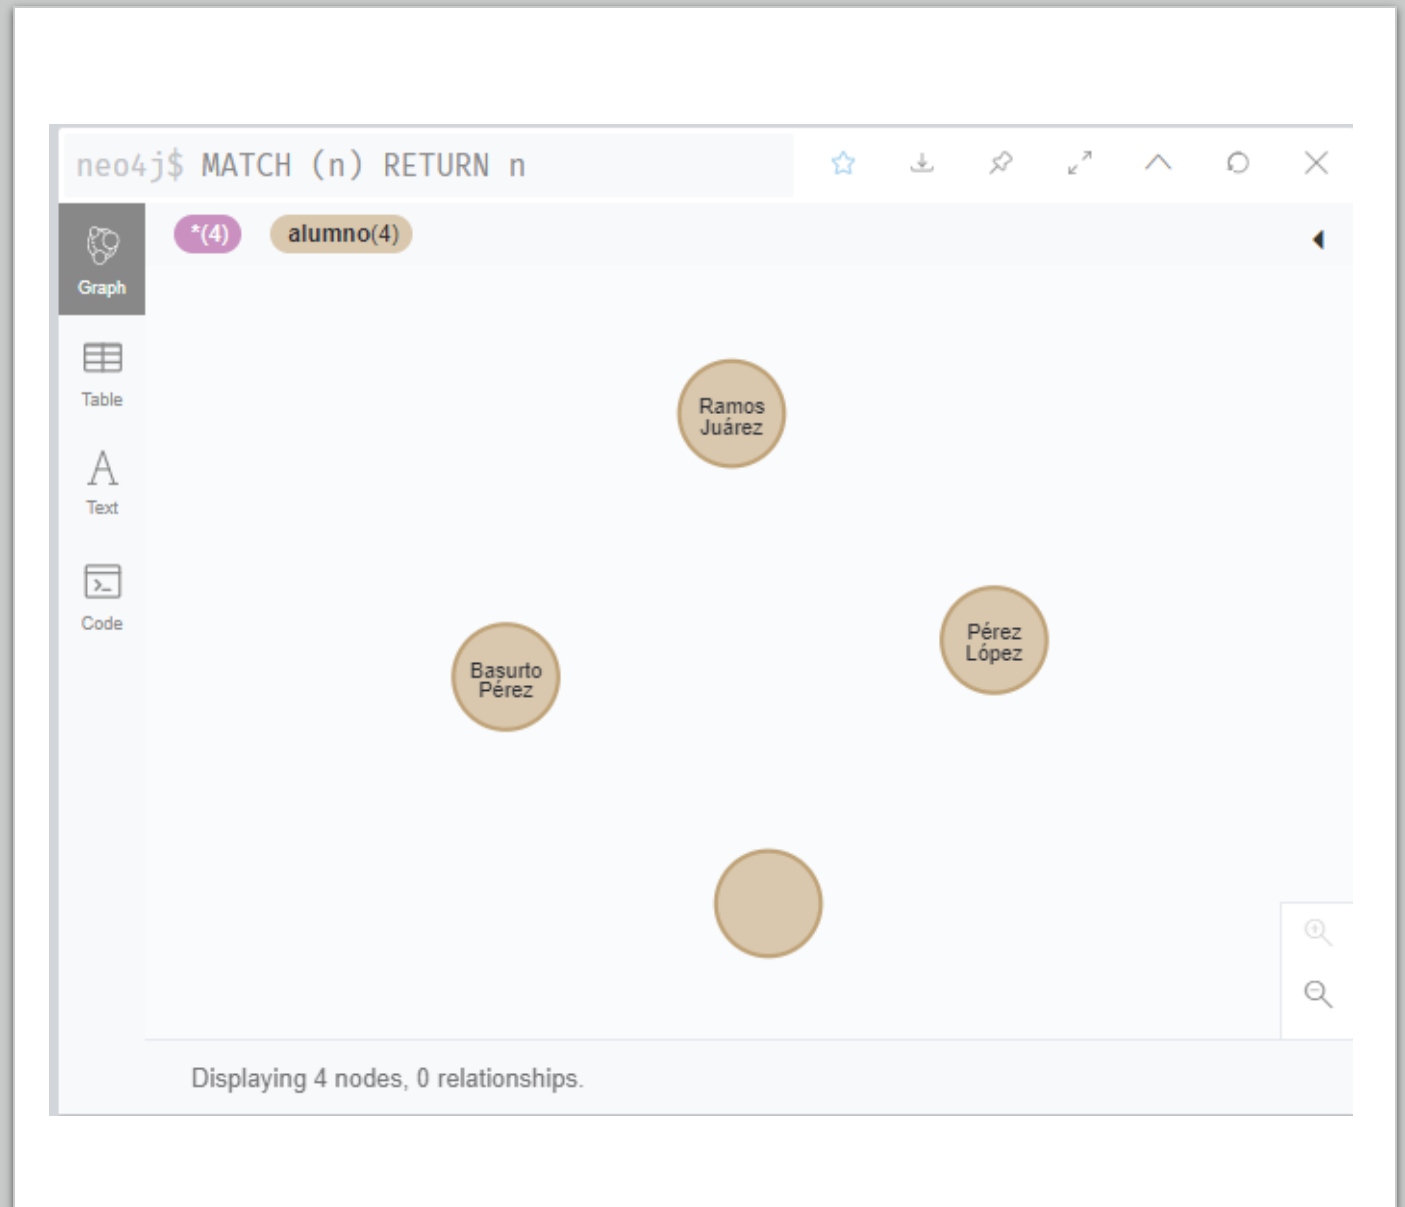 neo4j$ MATCH (n) RETURN n
*(4) alumno(4)
Graph
Table
Text
Code
Ramos
Juárez
Pérez
López
Basurto
Pérez
Displaying 4 nodes, 0 relationships.